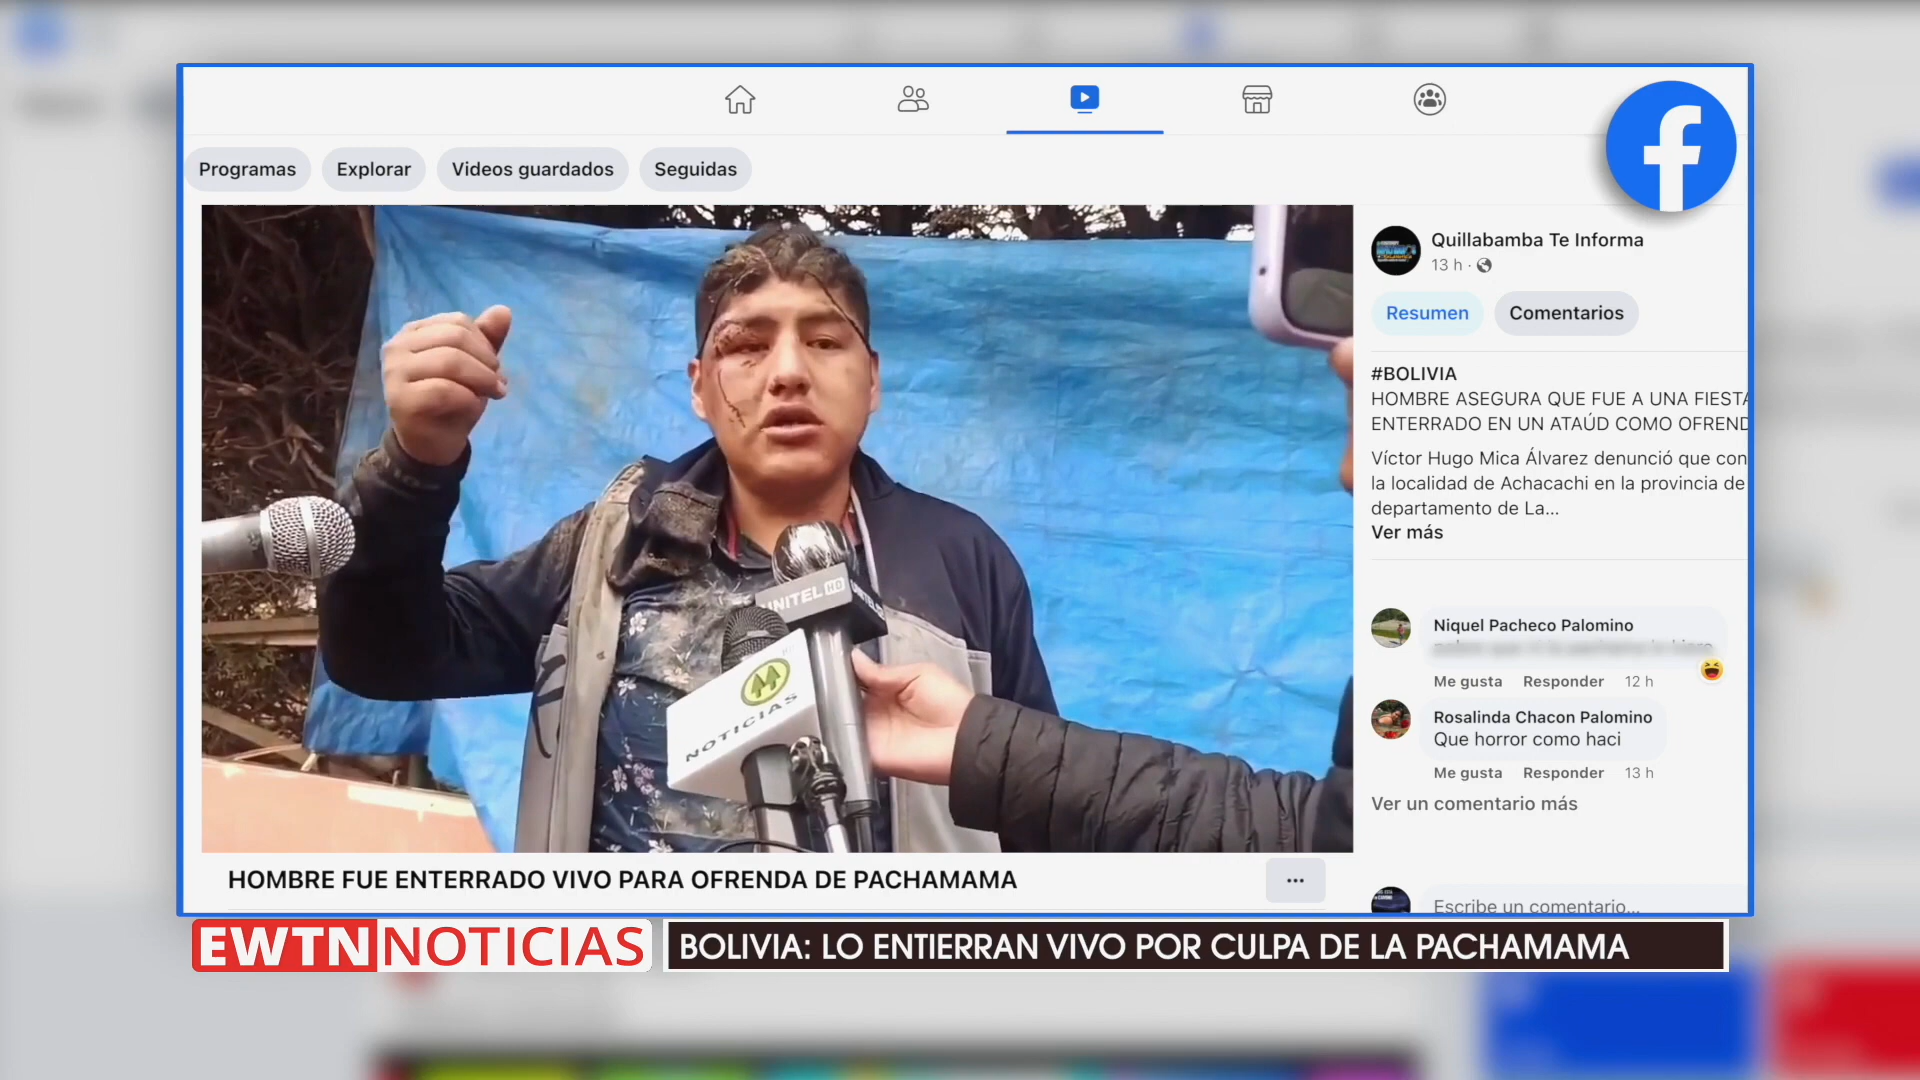 Programas
Explorar
Videos guardados
Seguidas
Quillabamba Te Informa
13 h ·
Resumen
Comentarios
#BOLIVIA
HOMBRE ASEGURA QUE FUE A UNA FIESTA
ENTERRADO EN UN ATAÚD COMO OFREND
Víctor Hugo Mica Álvarez denunció que con
la localidad de Achacachi en la provincia de
departamento de La...
Ver más
UNITEL HD
UNITEL
NOTICIAS
Niquel Pacheco Palomino
Me gusta Responder 12 h
Rosalinda Chacon Palomino
Que horror como haci
Me gusta Responder 13 h
Ver un comentario más
Escribe un comentario...
HOMBRE FUE ENTERRADO VIVO PARA OFRENDA DE PACHAMAMA
EWTN NOTICIAS
BOLIVIA: LO ENTIERRAN VIVO POR CULPA DE LA PACHAMAMA